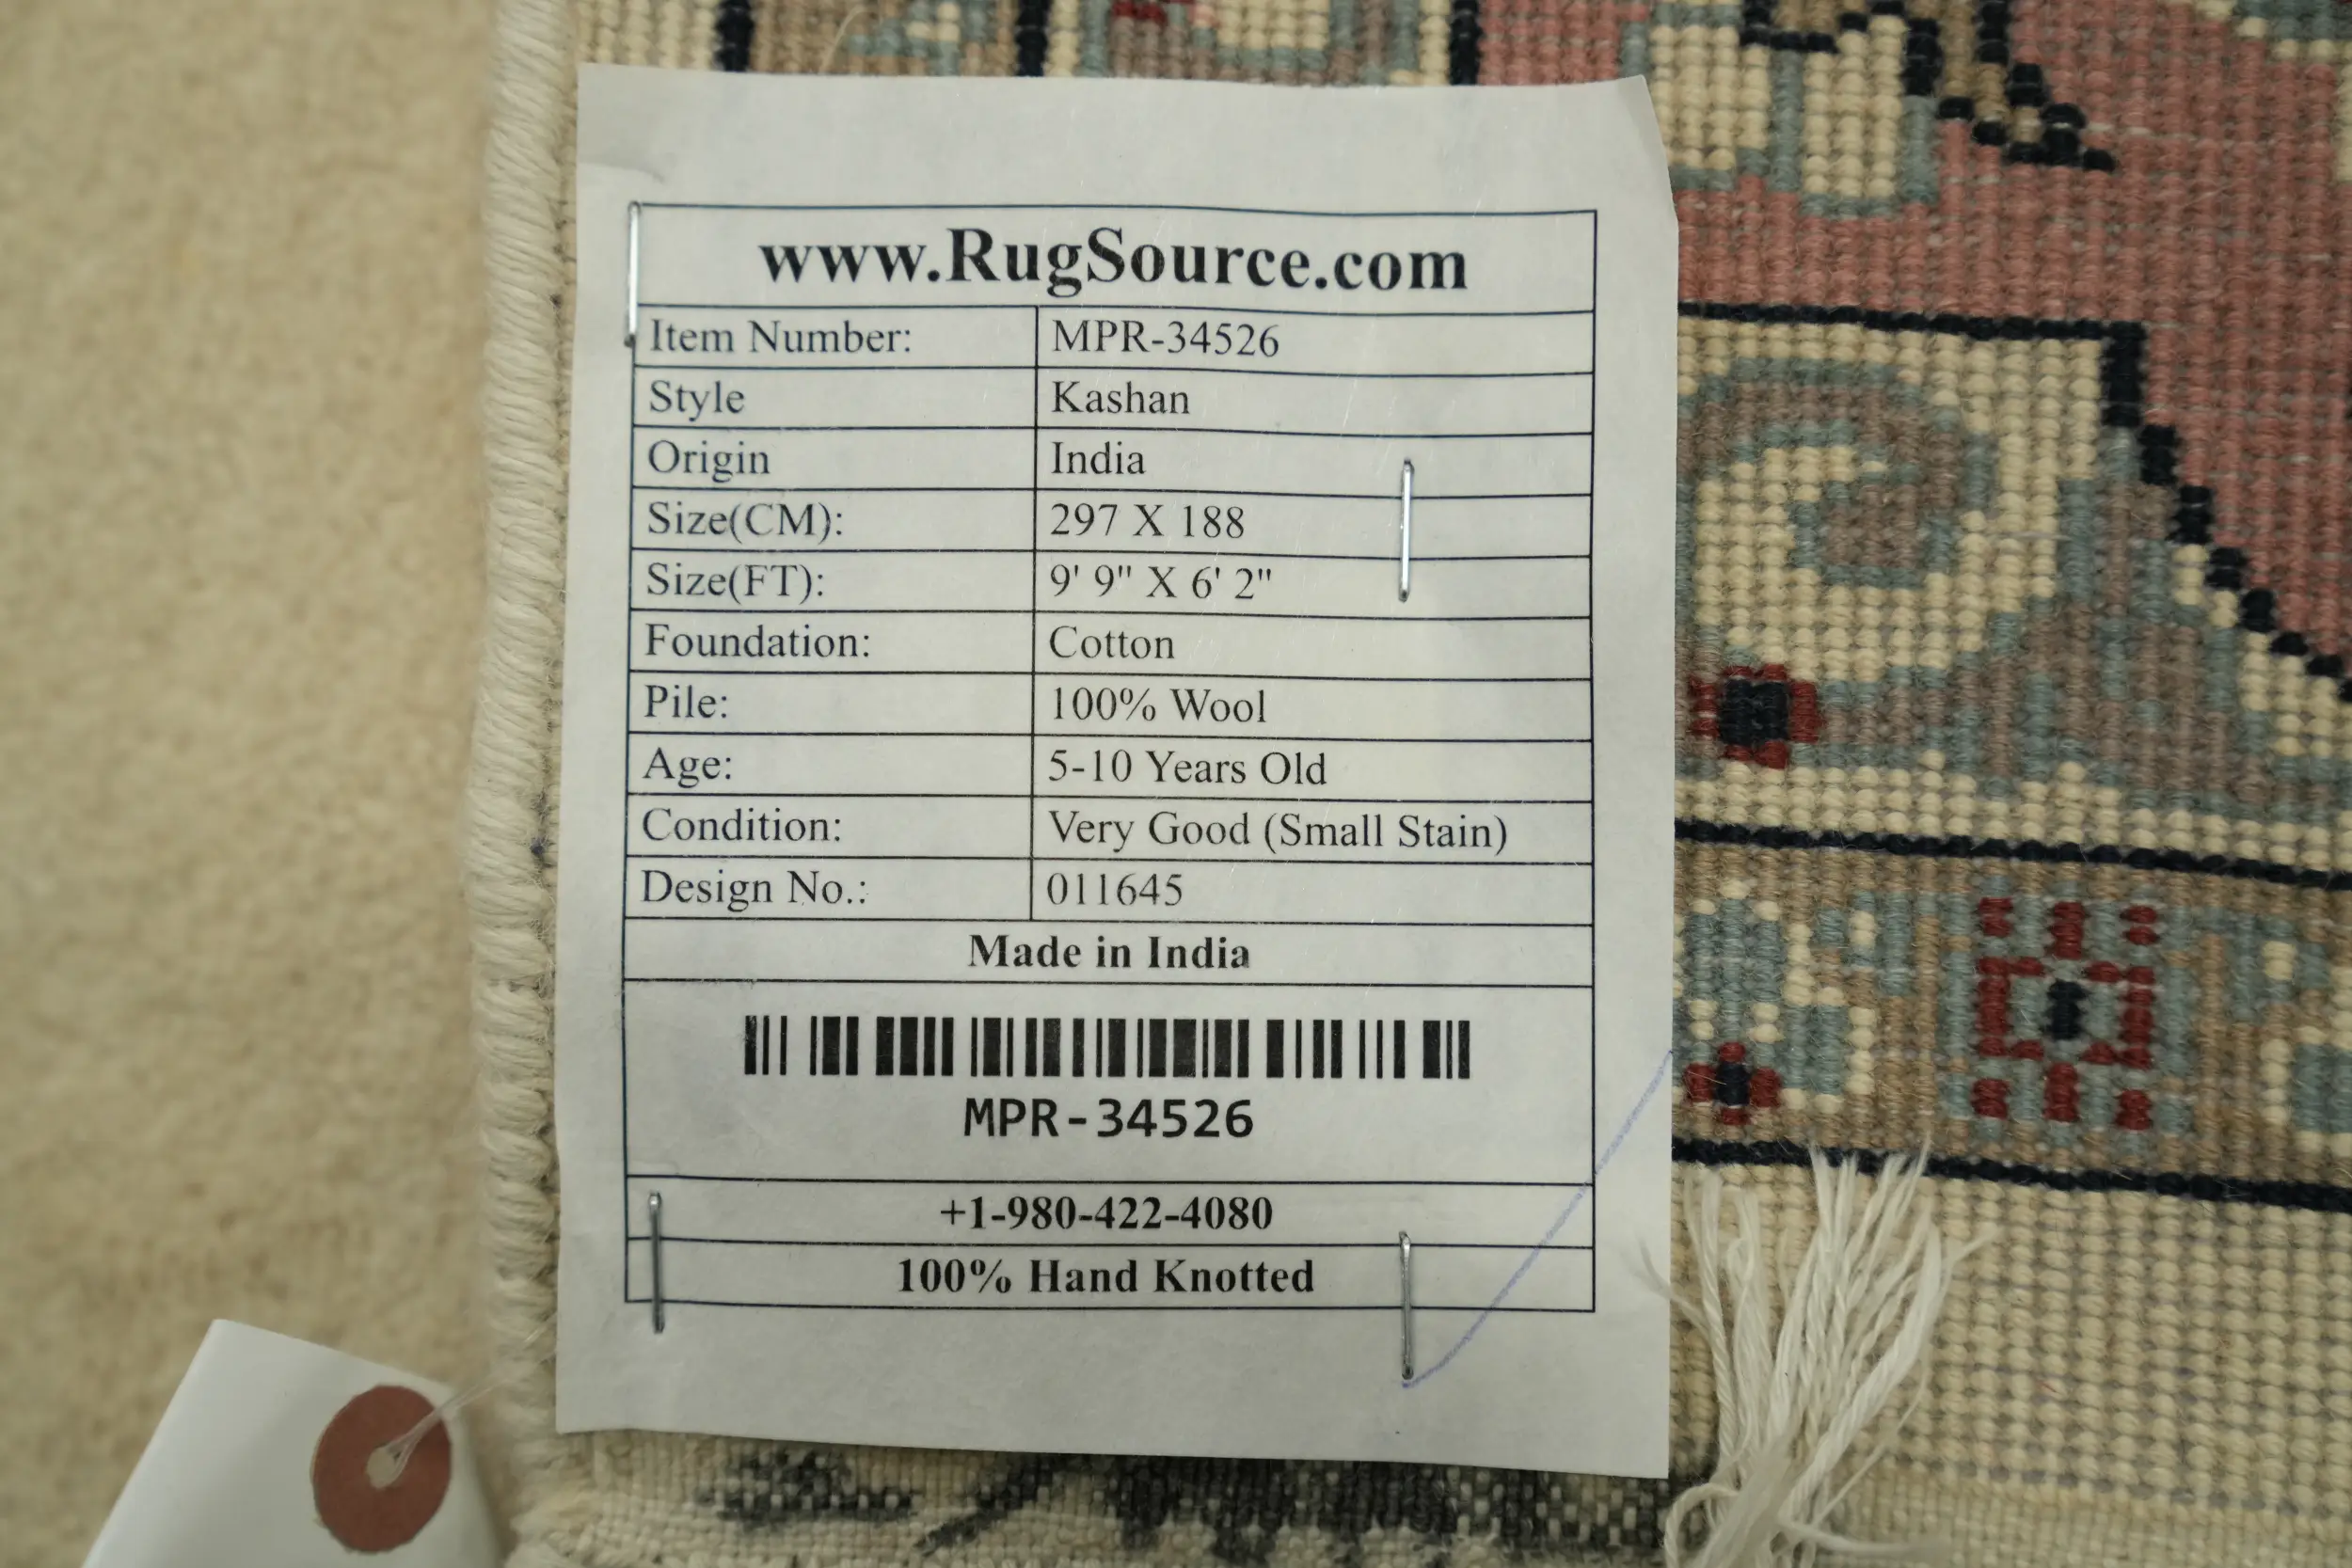 www.RugSource.com
Item Number: MPR-34526
Style Kashan
Origin India
Size(CM): 297 X 188
Size(FT): 9' 9" X 6' 2"
Foundation: Cotton
Pile: 100% Wool
Age: 5-10 Years Old
Condition: Very Good (Small Stain)
Design No.: 011645
Made in India
MPR-34526
+1-980-422-4080
100% Hand Knotted